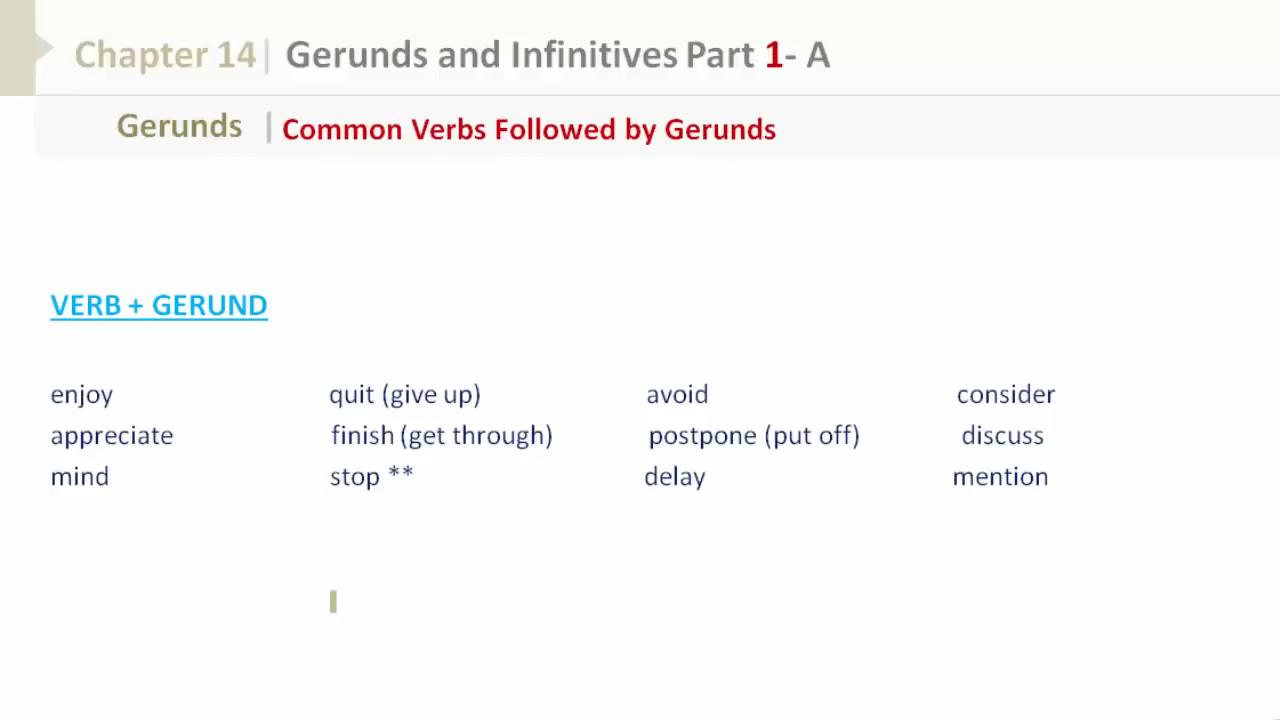 Chapter 14| Gerunds and Infinitives Part 1- A
Gerunds | Common Verbs Followed by Gerunds
VERB + GERUND
enjoy quit (give up) avoid consider
appreciate finish (get through) postpone (put off) discuss
mind stop ** delay mention